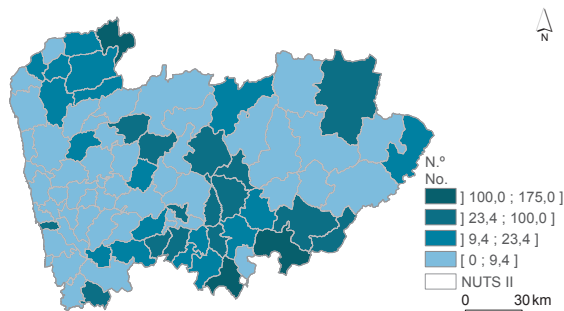 N
N.º
No.
] 100,0 ; 175,0 ]
] 23,4 ; 100,0 ]
] 9,4 ; 23,4 ]
[ 0 ; 9,4 ]
NUTS II
0 30 km